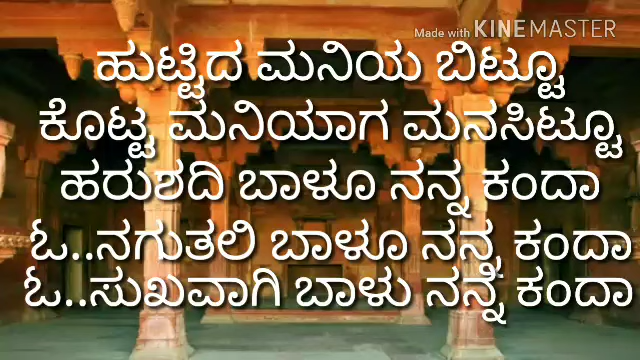 Made with KINEMASTER
ಹುಟ್ಟಿದ ಮನಿಯ ಬಿಟ್ಟೂ
ಕೊಟ್ಟ ಮನಿಯಾಗ ಮನಸಿಟ್ಟೂ
ಹರುಶದಿ ಬಾಳೂ ನನ್ನ ಕಂದಾ
ಓ..ನಗುತಲಿ ಬಾಳೂ ನನ್ನ ಕಂದಾ
ಓ..ಸುಖವಾಗಿ ಬಾಳು ನನ್ನ ಕಂದಾ